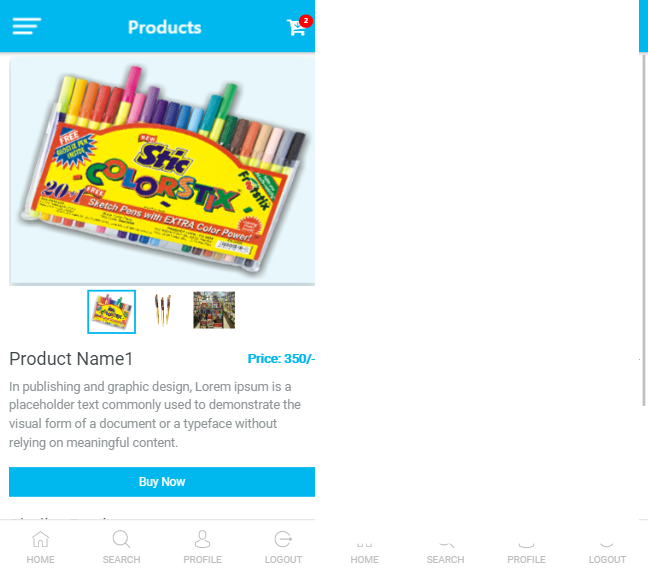 Products
2
NEW
Stic
COLORSTIX
FREE
20+1
FREE
Sketch Pens with EXTRA Color Power!
Product Name1
Price: 350/-
In publishing and graphic design, Lorem ipsum is a
placeholder text commonly used to demonstrate the
visual form of a document or a typeface without
relying on meaningful content.
Buy Now
HOME
SEARCH
PROFILE
LOGOUT
HOME
SEARCH
PROFILE
LOGOUT